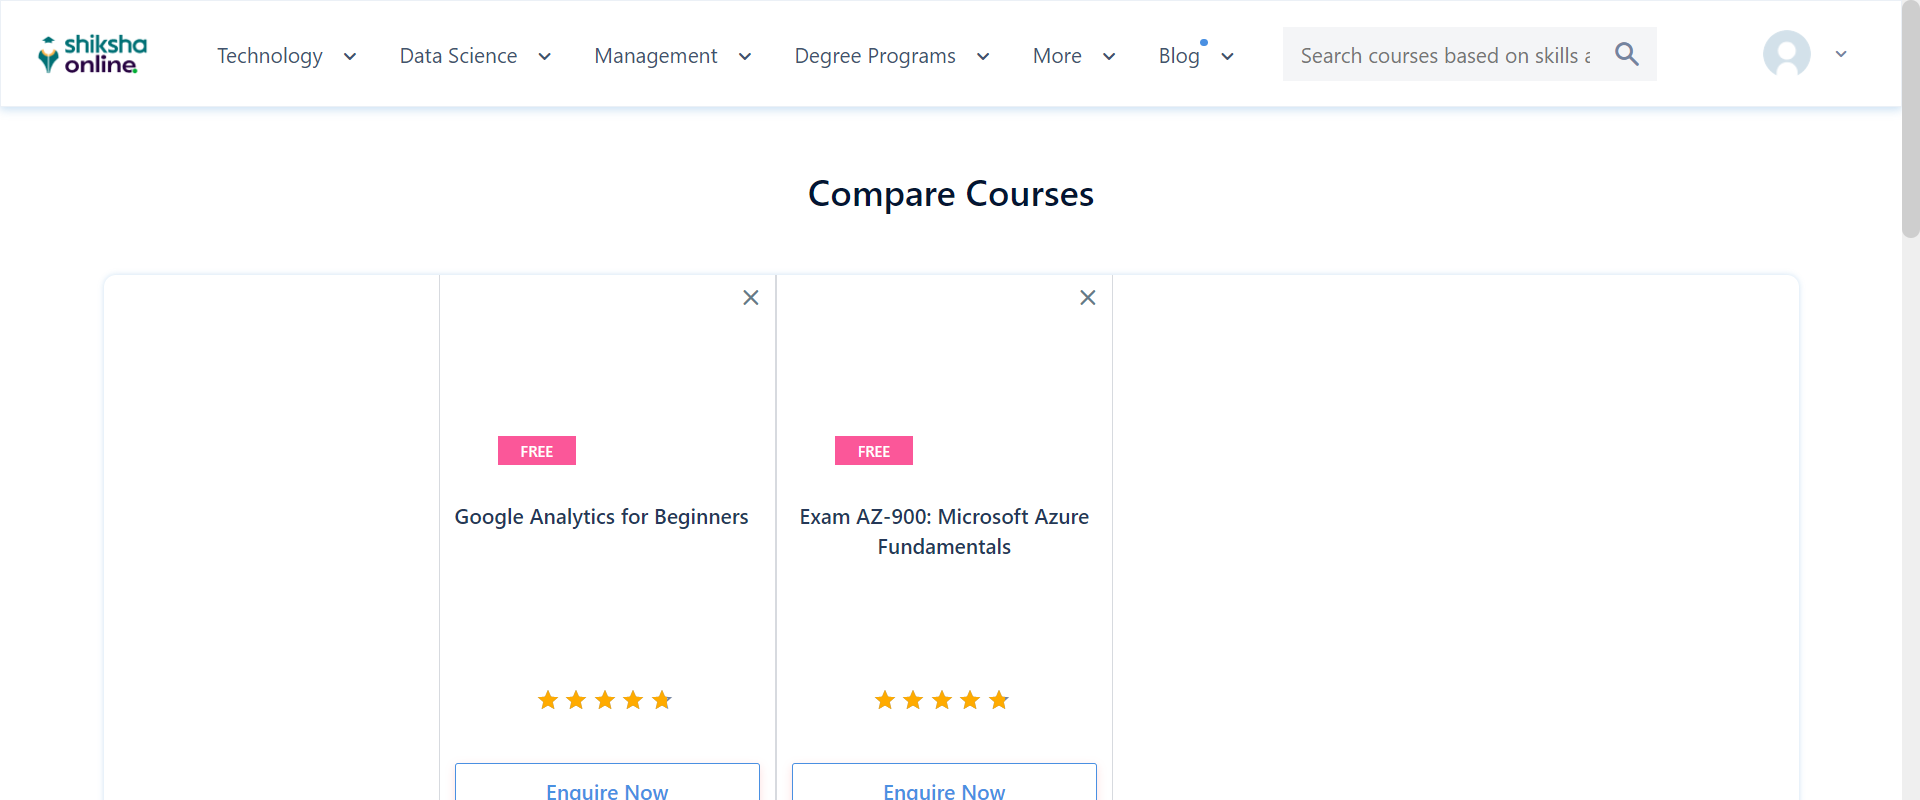 shiksha
online.
Technology
Data Science
Management
Degree Programs
More
Blog
Search courses based on skills a
Compare Courses
FREE
FREE
Google Analytics for Beginners
Exam AZ-900: Microsoft Azure
Fundamentals
Enquire Now
Enquire Now